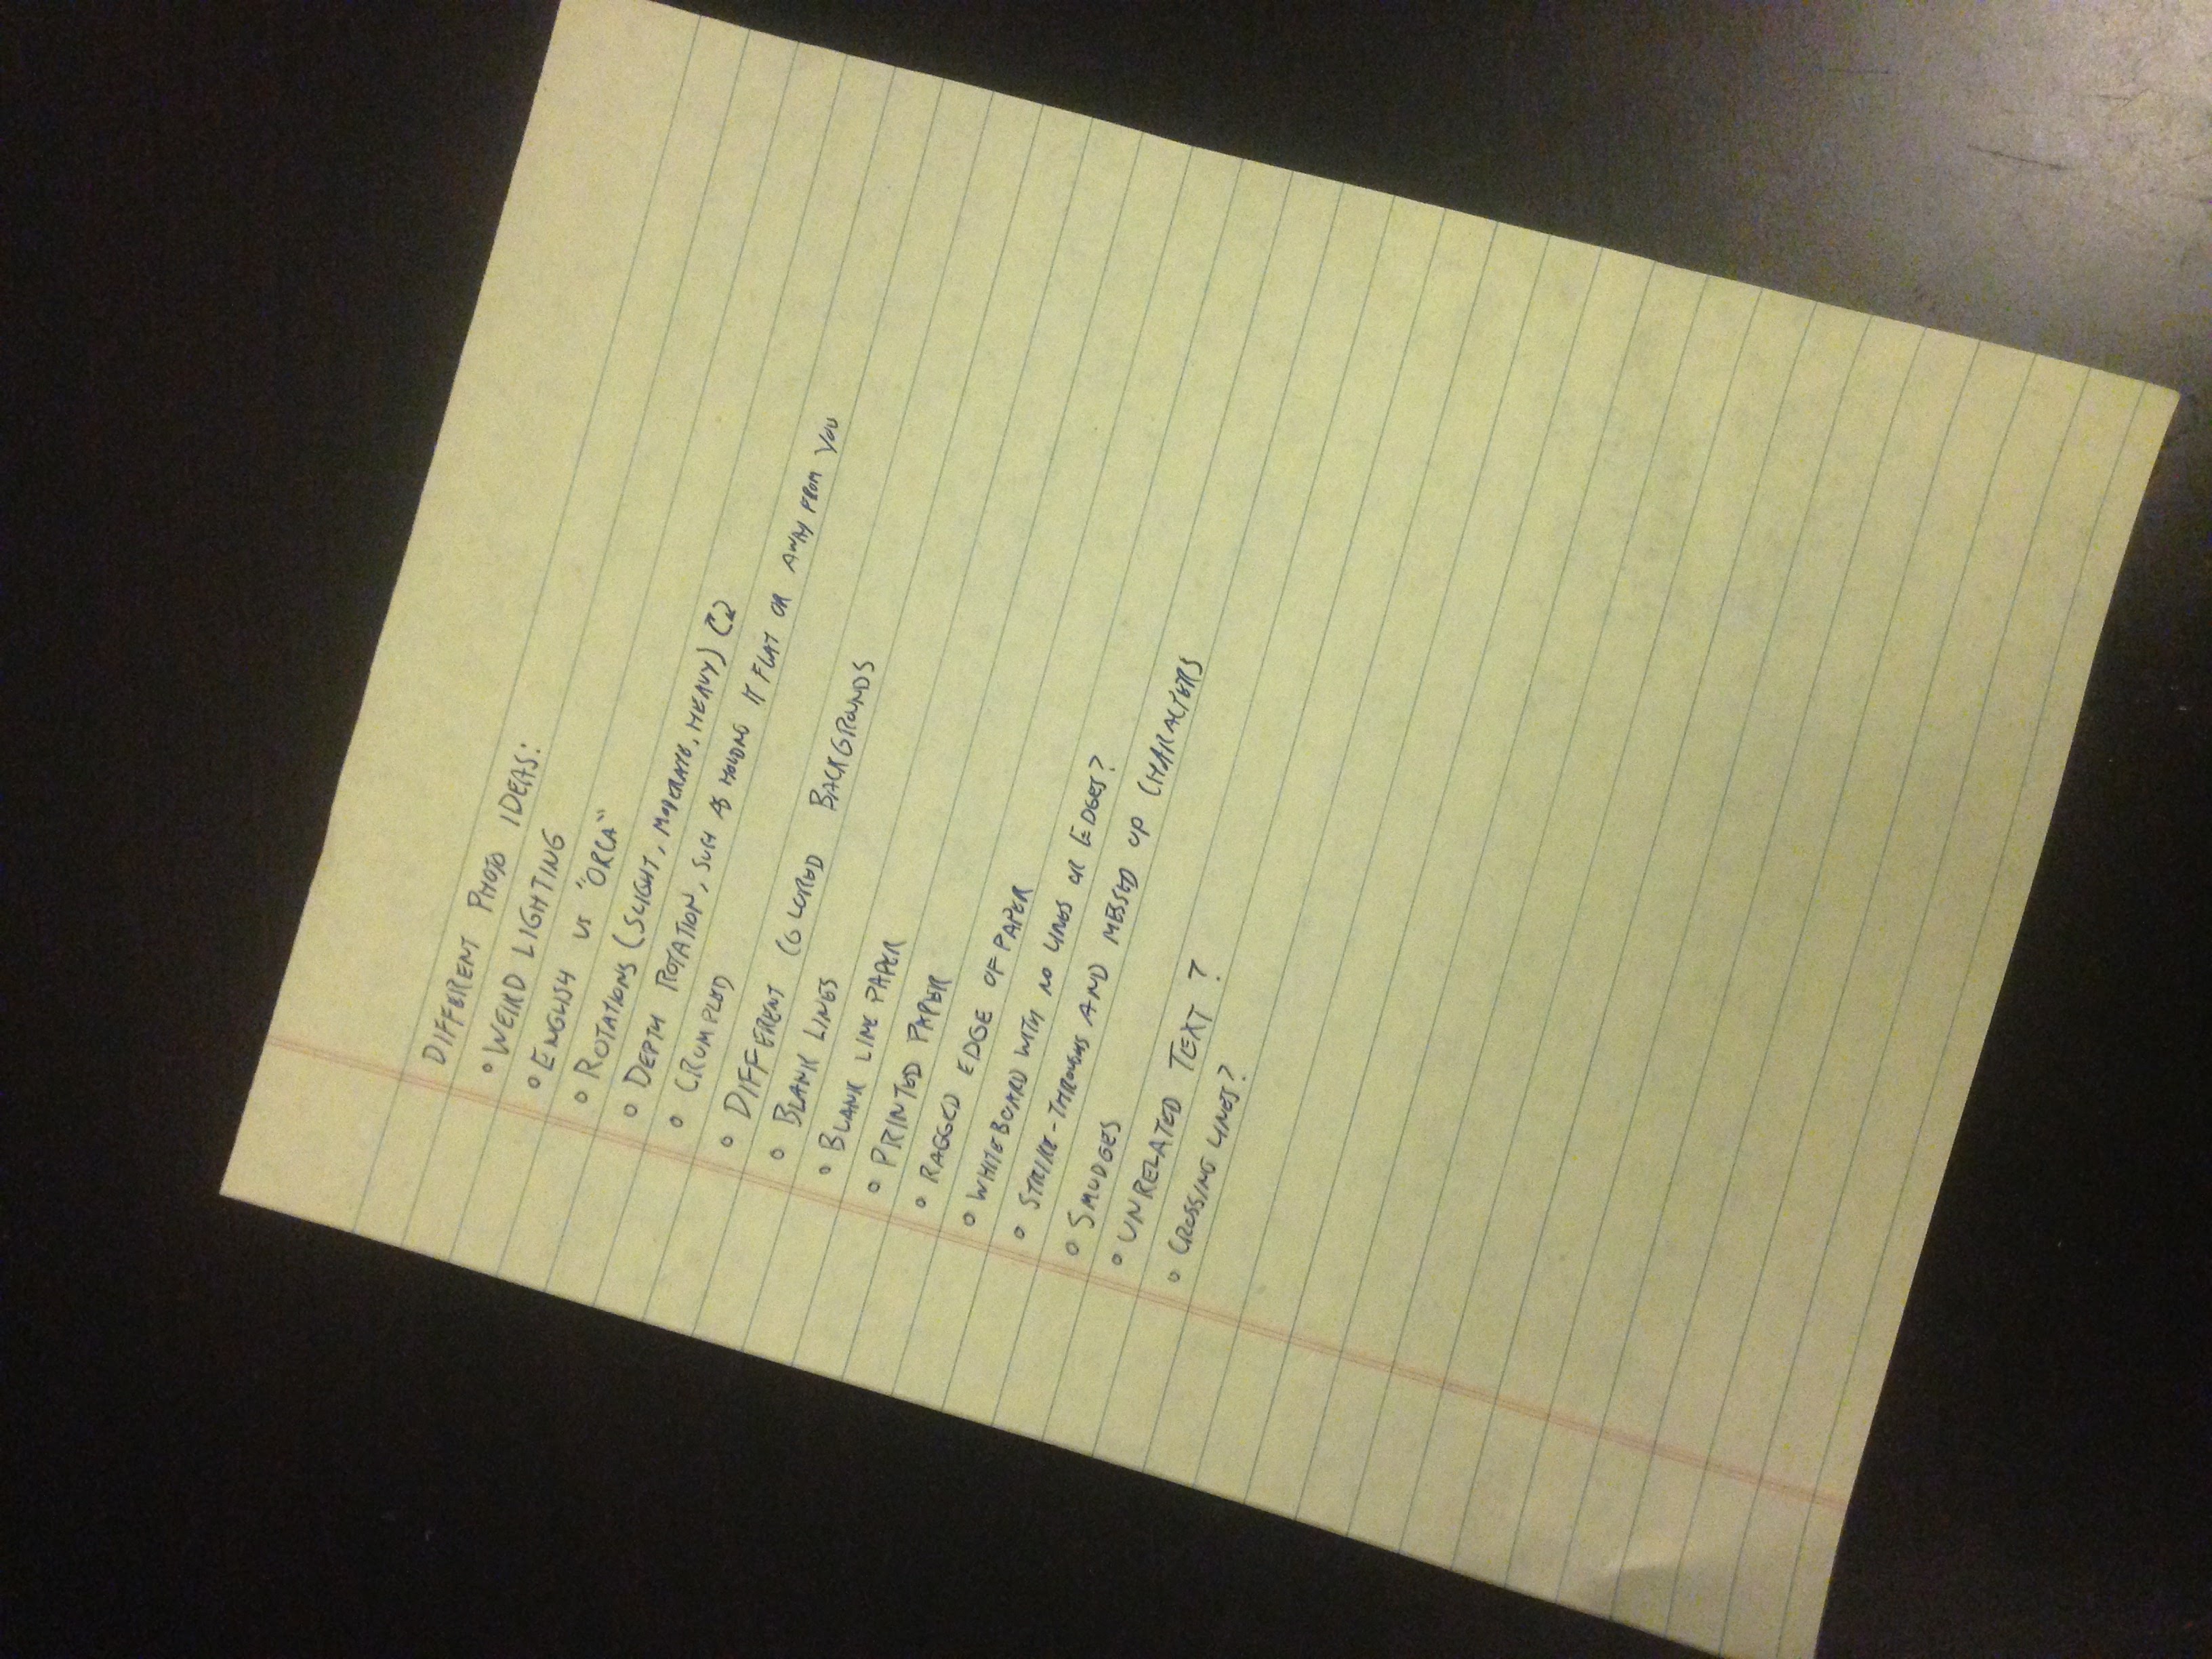 DIFFERENT PHOTO IDEAS:
• WEIRD LIGHTING
• ENGLISH VS "ORCA"
• ROTATIONS (SLIGHT, MODERATE, HEAVY)
• DEPTH ROTATION, SUCH AS HOLDING IT FLAT OR AWAY FROM YOU
• CRUMPLED
• DIFFERENT COLORED BACKGROUNDS
• BLANK LINES
• BLANK LINE PAPER
• PRINTED PAPER
• RAGGED EDGE OF PAPER
• WHITEBOARD WITH NO LINES OR EDGES?
• STRIKE-THROUGHS AND MESSED UP CHARACTERS
• SMUDGES
• UNRELATED TEXT?
• CROSSING LINES?